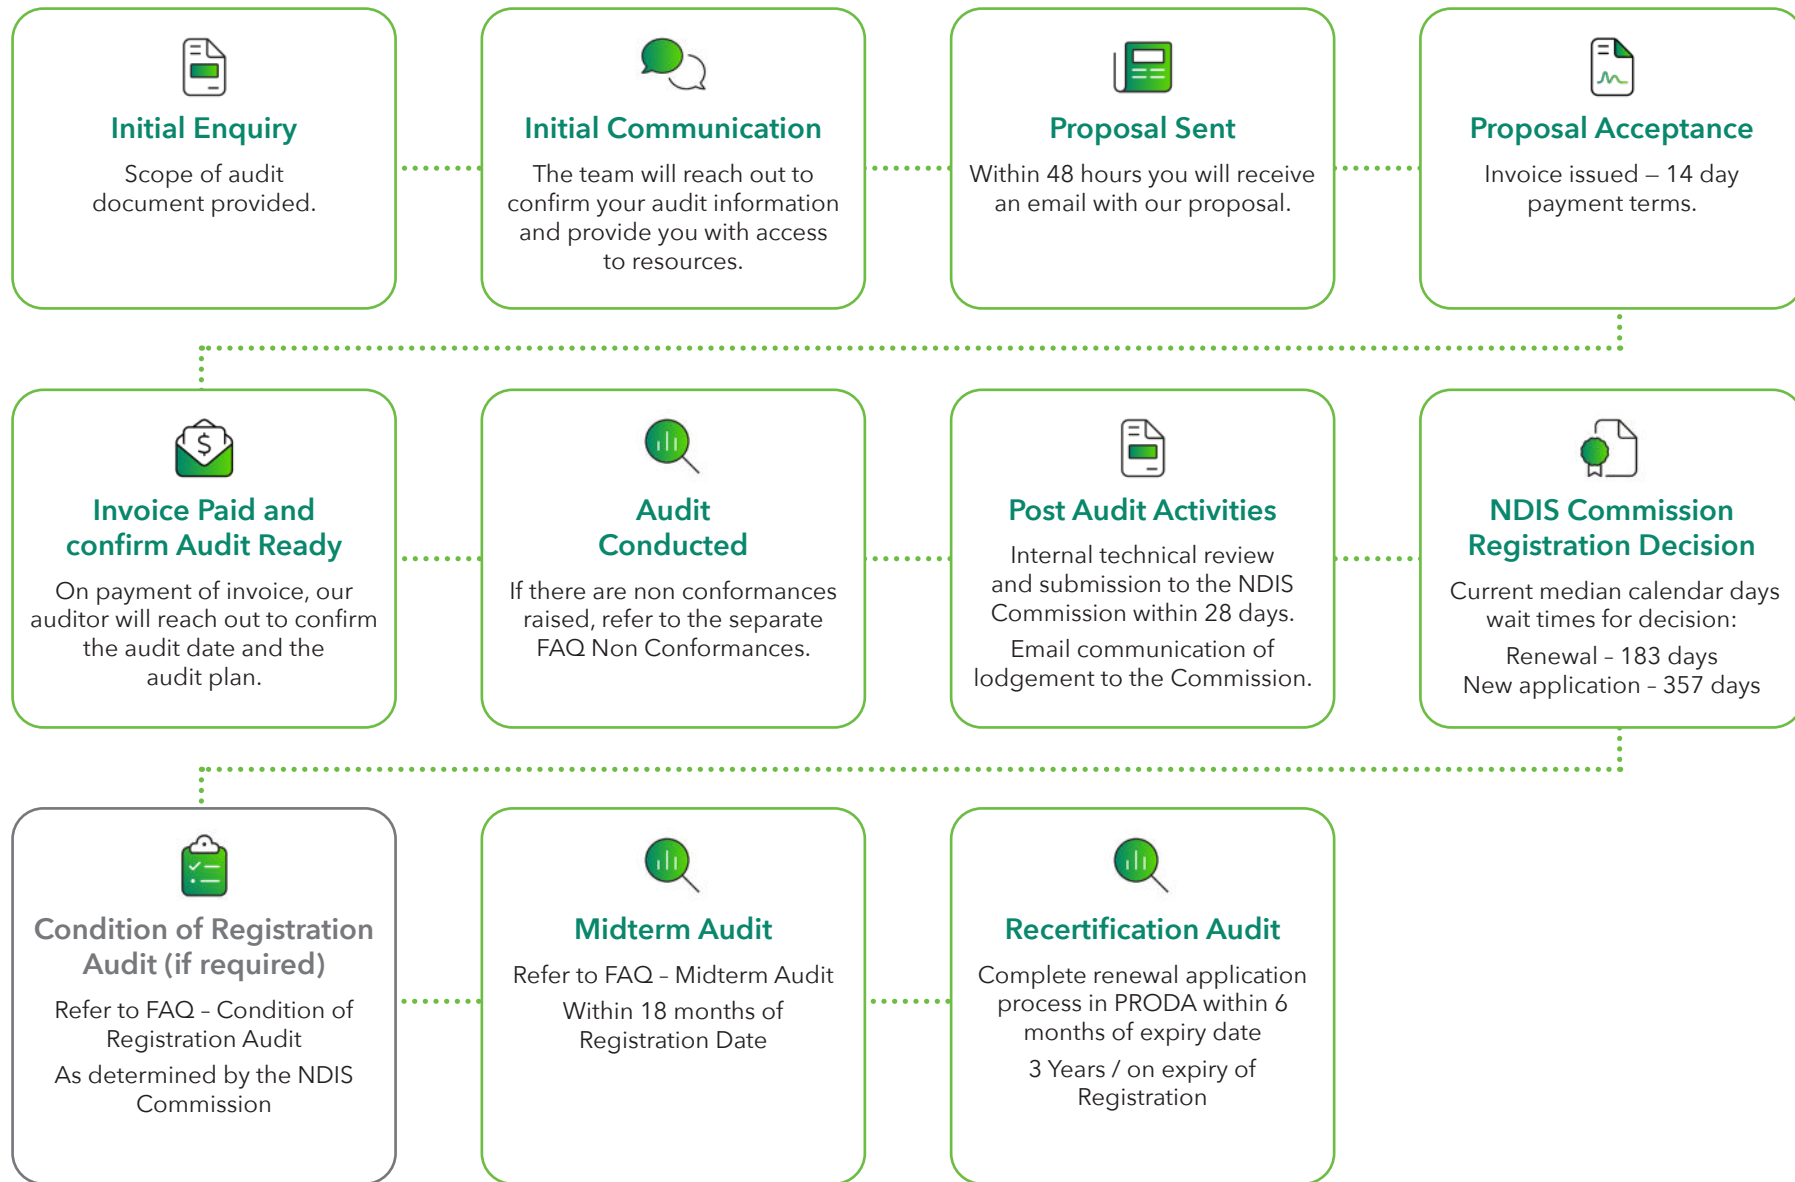 Initial Enquiry
Scope of audit
document provided.
Initial Communication
The team will reach out to
confirm your audit information
and provide you with access
to resources.
Proposal Sent
Within 48 hours you will receive
an email with our proposal.
Proposal Acceptance
Invoice issued – 14 day
payment terms.
$
Invoice Paid and
confirm Audit Ready
On payment of invoice, our
auditor will reach out to confirm
the audit date and the
audit plan.
Audit
Conducted
If there are non conformances
raised, refer to the separate
FAQ Non Conformances.
Post Audit Activities
Internal technical review
and submission to the NDIS
Commission within 28 days.
Email communication of
lodgement to the Commission.
NDIS Commission
Registration Decision
Current median calendar days
wait times for decision:
Renewal – 183 days
New application – 357 days
Condition of Registration
Audit (if required)
Refer to FAQ – Condition of
Registration Audit
As determined by the NDIS
Commission
Midterm Audit
Refer to FAQ – Midterm Audit
Within 18 months of
Registration Date
Recertification Audit
Complete renewal application
process in PRODA within 6
months of expiry date
3 Years / on expiry of
Registration